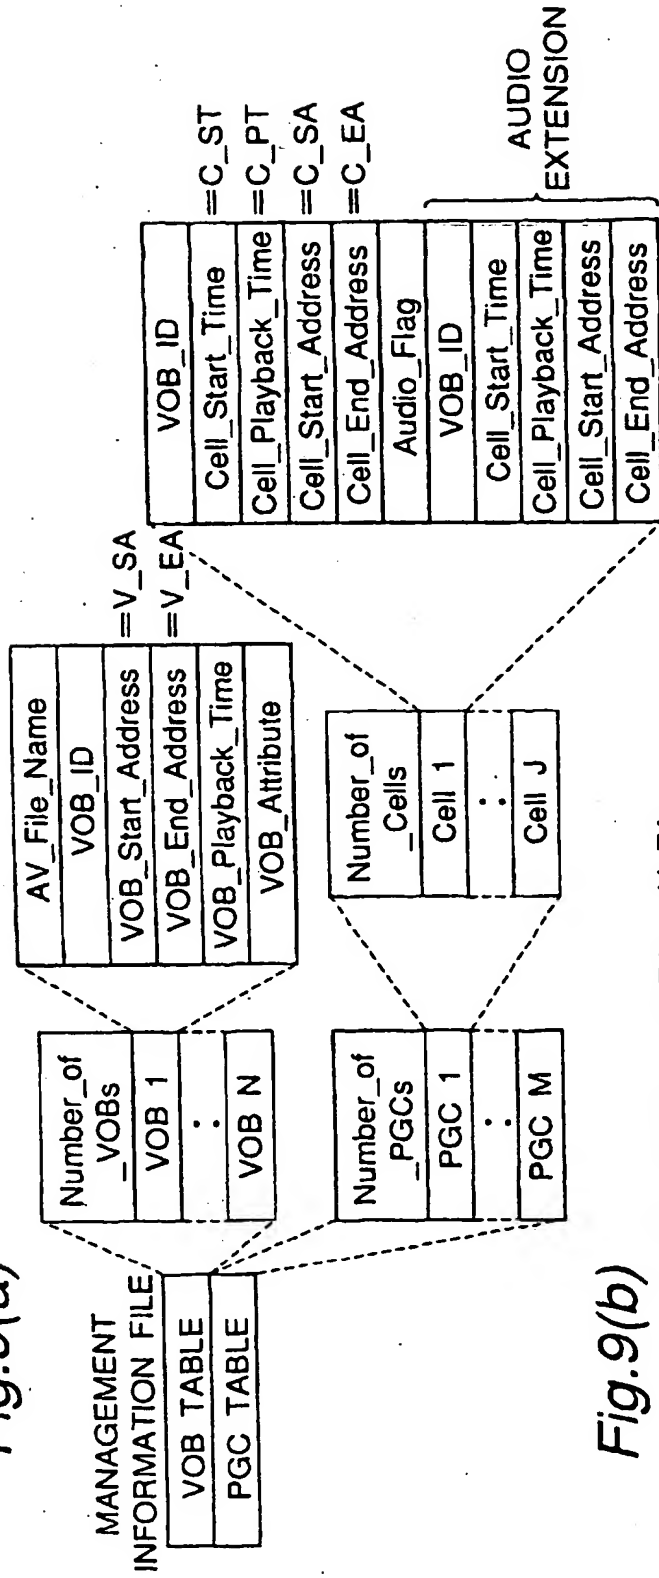 Fig.9(a)
MANAGEMENT
INFORMATION FILE
VOB TABLE
PGC TABLE
Number_of
_VOBs
VOB 1
:
VOB N
AV_File_Name
VOB_ID
VOB_Start_Address
=V_SA
VOB_End_Address
=V_EA
VOB_Playback_Time
VOB_Attribute
Number_of
_PGCs
PGC 1
:
PGC M
Number_of
_Cells
Cell 1
:
Cell J
VOB_ID
Cell_Start_Time
=C_ST
Cell_Playback_Time
=C_PT
Cell_Start_Address
=C_SA
Cell_End_Address
=C_EA
Audio_Flag
VOB_ID
Cell_Start_Time
Cell_Playback_Time
Cell_Start_Address
Cell_End_Address
AUDIO
EXTENSION
Fig.9(b)